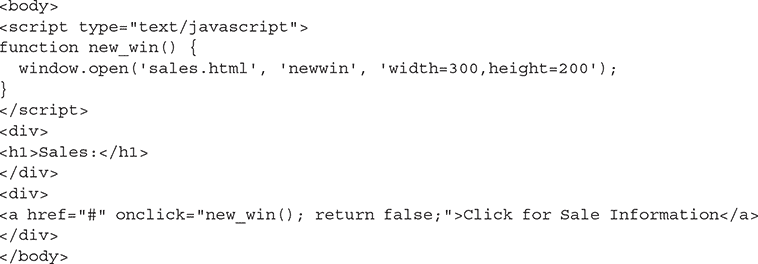 <body>
<script type="text/javascript">
function new_win() {
  window.open('sales.html', 'newwin', 'width=300,height=200');
}
</script>
<div>
<h1>Sales:</h1>
</div>
<div>
<a href="#" onclick="new_win(); return false;">Click for Sale Information</a>
</div>
</body>